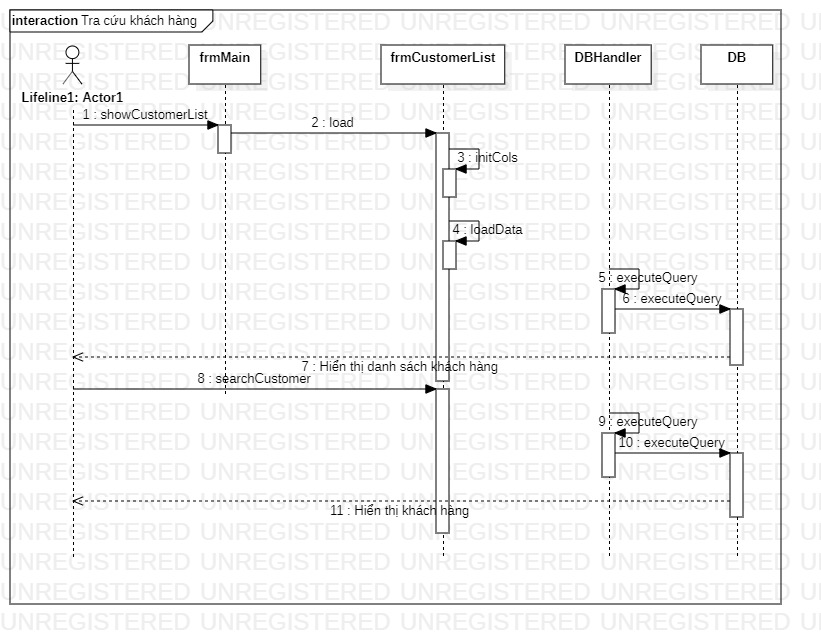 interaction Tra cứu khách hàng
frmMain
frmCustomerList
DBHandler
DB
Lifeline1: Actor1
1 : showCustomerList
2 : load
3 : initCols
4 : loadData
5 : executeQuery
6 : executeQuery
7 : Hiển thị danh sách khách hàng
8 : searchCustomer
9 : executeQuery
10 : executeQuery
11 : Hiển thị khách hàng
UNREGISTERED